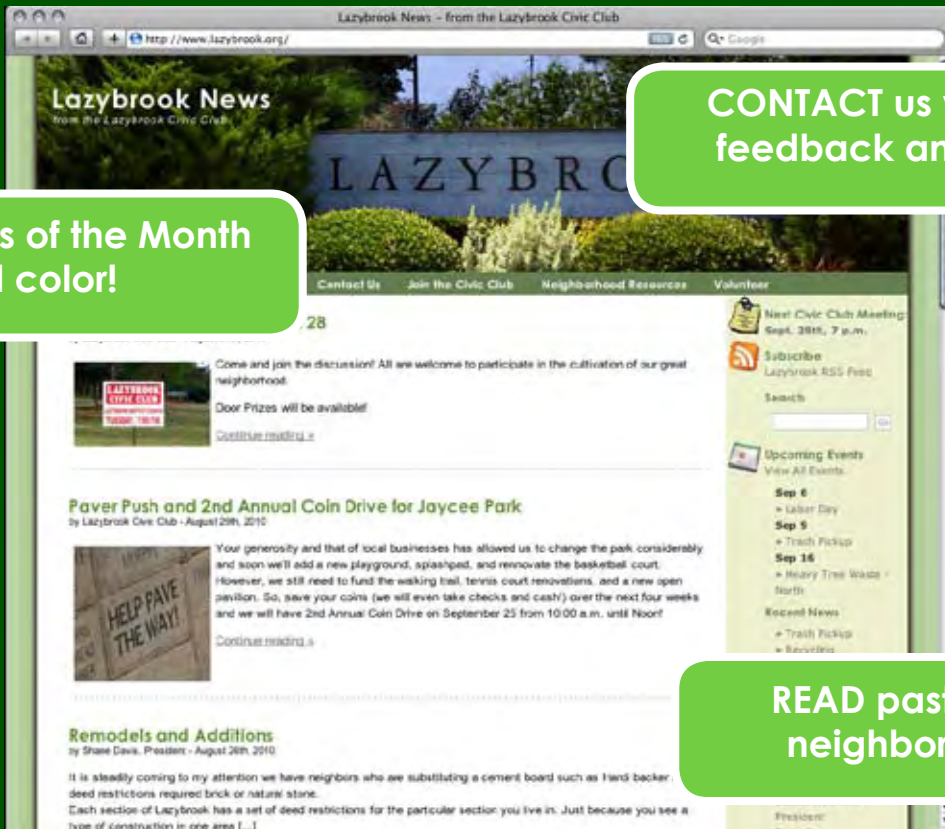 Lazybrook News – from the Lazybrook Civic Club
http://www.lazybrook.org/
RSS
Google
Lazybrook News
from the Lazybrook Civic Club
LAZYBRO
CONTACT us
feedback an
s of the Month
color!
Contact Us Join the Civic Club Neighborhood Resources Volunteer
28
Come and join the discussion! All are welcome to participate in the cultivation of our great
neighborhood.
Door Prizes will be available!
Continue reading »
LAZYBROOK
CIVIC CLUB
TUESDAY
Paver Push and 2nd Annual Coin Drive for Jaycee Park
by Lazybrook Civic Club - August 29th, 2010
Your generosity and that of local businesses has allowed us to change the park considerably
and soon we'll add a new playground, splashpad, and rennovate the basketball court.
However, we still need to fund the walking trail, tennis court renovations, and a new open
pavilion. So, save your coins (we will even take checks and cash!) over the next four weeks
and we will have 2nd Annual Coin Drive on September 25 from 10:00 a.m. until Noon!
Continue reading »
HELP PAVE
THE WAY!
Remodels and Additions
by Shane Davis, President - August 26th, 2010
It is steadily coming to my attention we have neighbors who are substituting a cement board such as Hardi backer
deed restrictions required brick or natural stone.
Each section of Lazybrook has a set of deed restrictions for the particular section you live in. Just because you see a
type of construction in one area [...]
Next Civic Club Meeting:
Sept. 28th, 7 p.m.
Subscribe
Lazybrook RSS Feed
Search
Go
Upcoming Events
View All Events
Sep 6
» Labor Day
Sep 9
» Trash Pickup
Sep 16
» Heavy Tree Waste -
North
Recent News
» Trash Pickup
» Recycling
READ past
neighbor
President